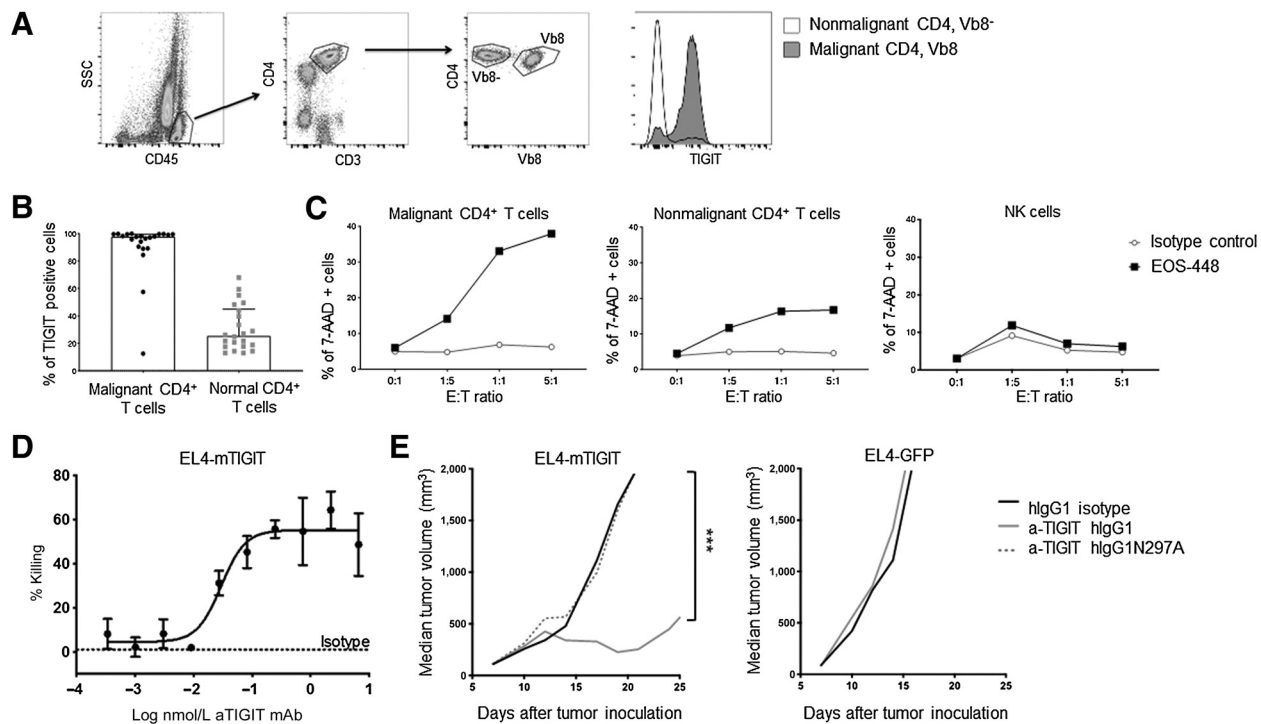 A
SSC
CD45
CD4
CD3
CD4
Vb8
Vb8-
Vb8
TIGIT
Nonmalignant CD4, Vb8-
Malignant CD4, Vb8
B
% of TIGIT positive cells
100
80
60
40
20
0
Malignant CD4+
T cells
Normal CD4+
T cells
C
Malignant CD4+ T cells
% of 7-AAD + cells
40
30
20
10
0
0:1 1:5 1:1 5:1
E:T ratio
Nonmalignant CD4+ T cells
% of 7-AAD + cells
40
30
20
10
0
0:1 1:5 1:1 5:1
E:T ratio
NK cells
% of 7-AAD + cells
40
30
20
10
0
0:1 1:5 1:1 5:1
E:T ratio
Isotype control
EOS-448
D
EL4-mTIGIT
% Killing
80
60
40
20
0
Isotype
–4 –3 –2 –1 0 1
Log nmol/L aTIGIT mAb
E
EL4-mTIGIT
Median tumor volume (mm3)
2,000
1,500
1,000
500
0
5 10 15 20 25
Days after tumor inoculation
***
EL4-GFP
Median tumor volume (mm3)
2,000
1,500
1,000
500
0
5 10 15 20 25
Days after tumor inoculation
hIgG1 isotype
a-TIGIT hIgG1
a-TIGIT hIgG1N297A